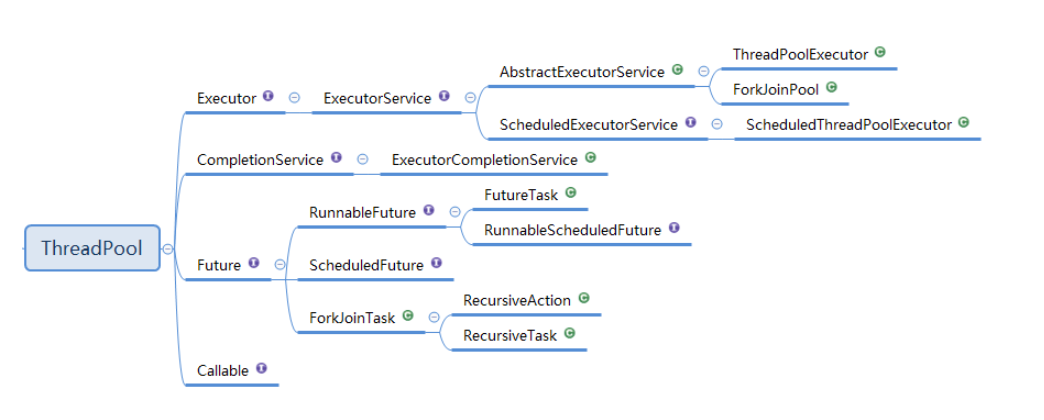 ThreadPool
Executor I
ExecutorService I
AbstractExecutorService C
ThreadPoolExecutor C
ForkJoinPool C
ScheduledExecutorService I
ScheduledThreadPoolExecutor C
CompletionService I
ExecutorCompletionService C
Future I
RunnableFuture I
FutureTask C
RunnableScheduledFuture I
ScheduledFuture I
ForkJoinTask C
RecursiveAction C
RecursiveTask C
Callable I